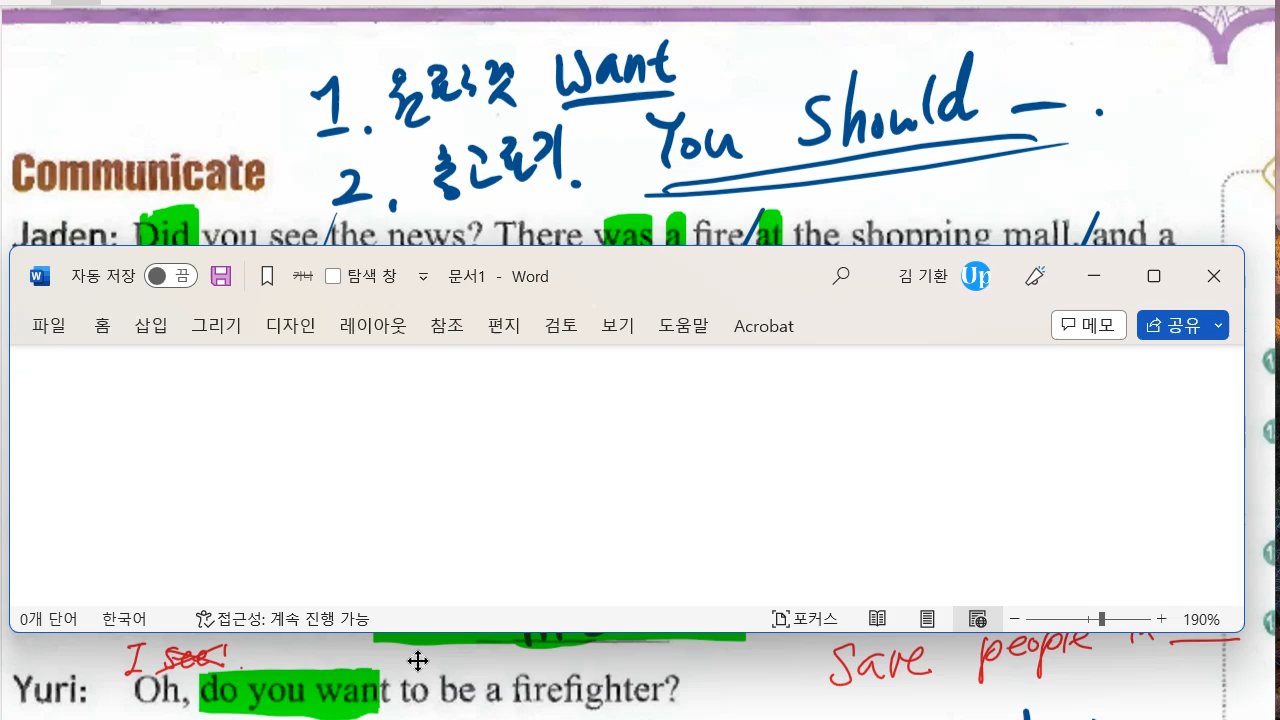 1. want
You should — .
2. 충고하기.
Communicate
Jaden: Did you see/the news? There was a fire/at the shopping mall,/and a
자동 저장 끔 가나 탐색 창 문서1 - Word 김 기환 Up
파일 홈 삽입 그리기 디자인 레이아웃 참조 편지 검토 보기 도움말 Acrobat 메모 공유
0개 단어 한국어 접근성: 계속 진행 가능 포커스 190%
I see! save people in
Yuri: Oh, do you want to be a firefighter?